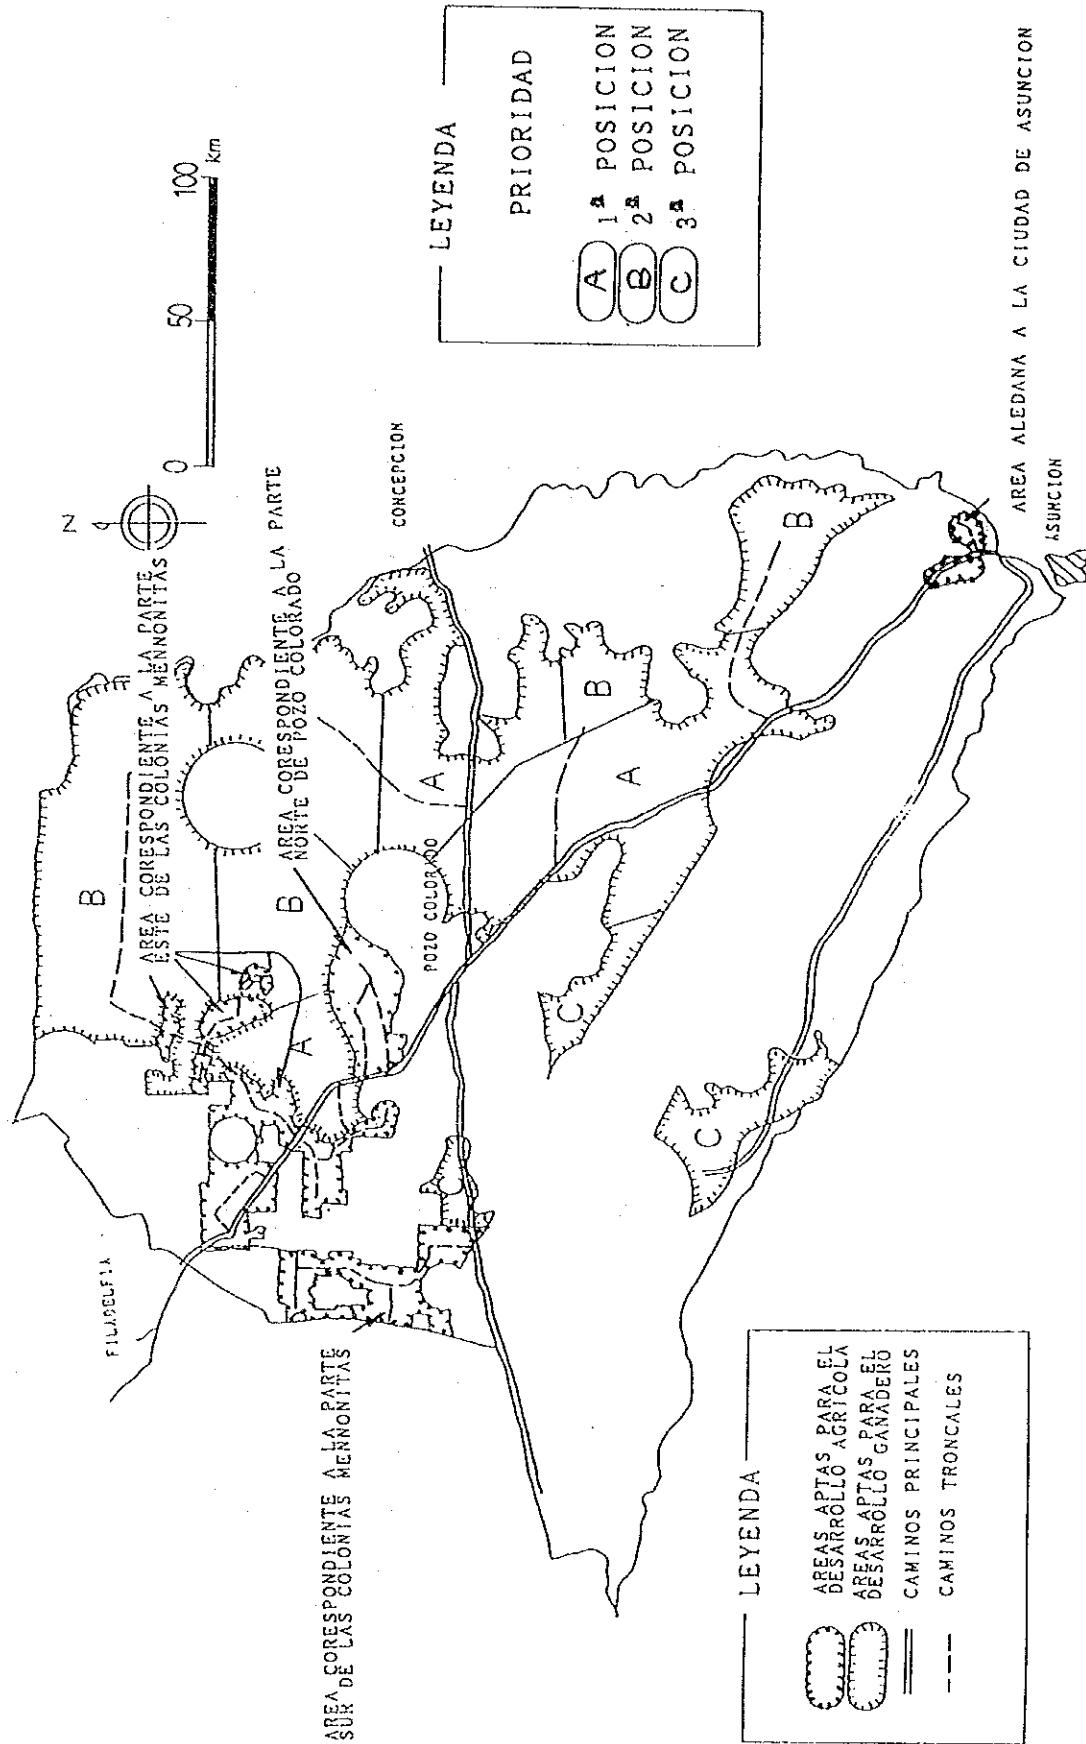 FILADELFIA
AREA CORESPONDIENTE A LA PARTE
ESTE DE LAS COLONIAS MENNONITAS
N
0 50 100
km
AREA CORESPONDIENTE A LA PARTE
NORTE DE POZO COLORADO
CONCEPCION
POZO COLORADO
B
B
A
A
A
B
B
C
C
AREA CORESPONDIENTE A LA PARTE
SUR DE LAS COLONIAS MENNONITAS
AREA ALEDANA A LA CIUDAD DE ASUNCION
ASUNCION
LEYENDA
PRIORIDAD
A 1ª POSICION
B 2ª POSICION
C 3ª POSICION
LEYENDA
AREAS APTAS PARA EL
DESARROLLO AGRICOLA
AREAS APTAS PARA EL
DESARROLLO GANADERO
CAMINOS PRINCIPALES
CAMINOS TRONCALES